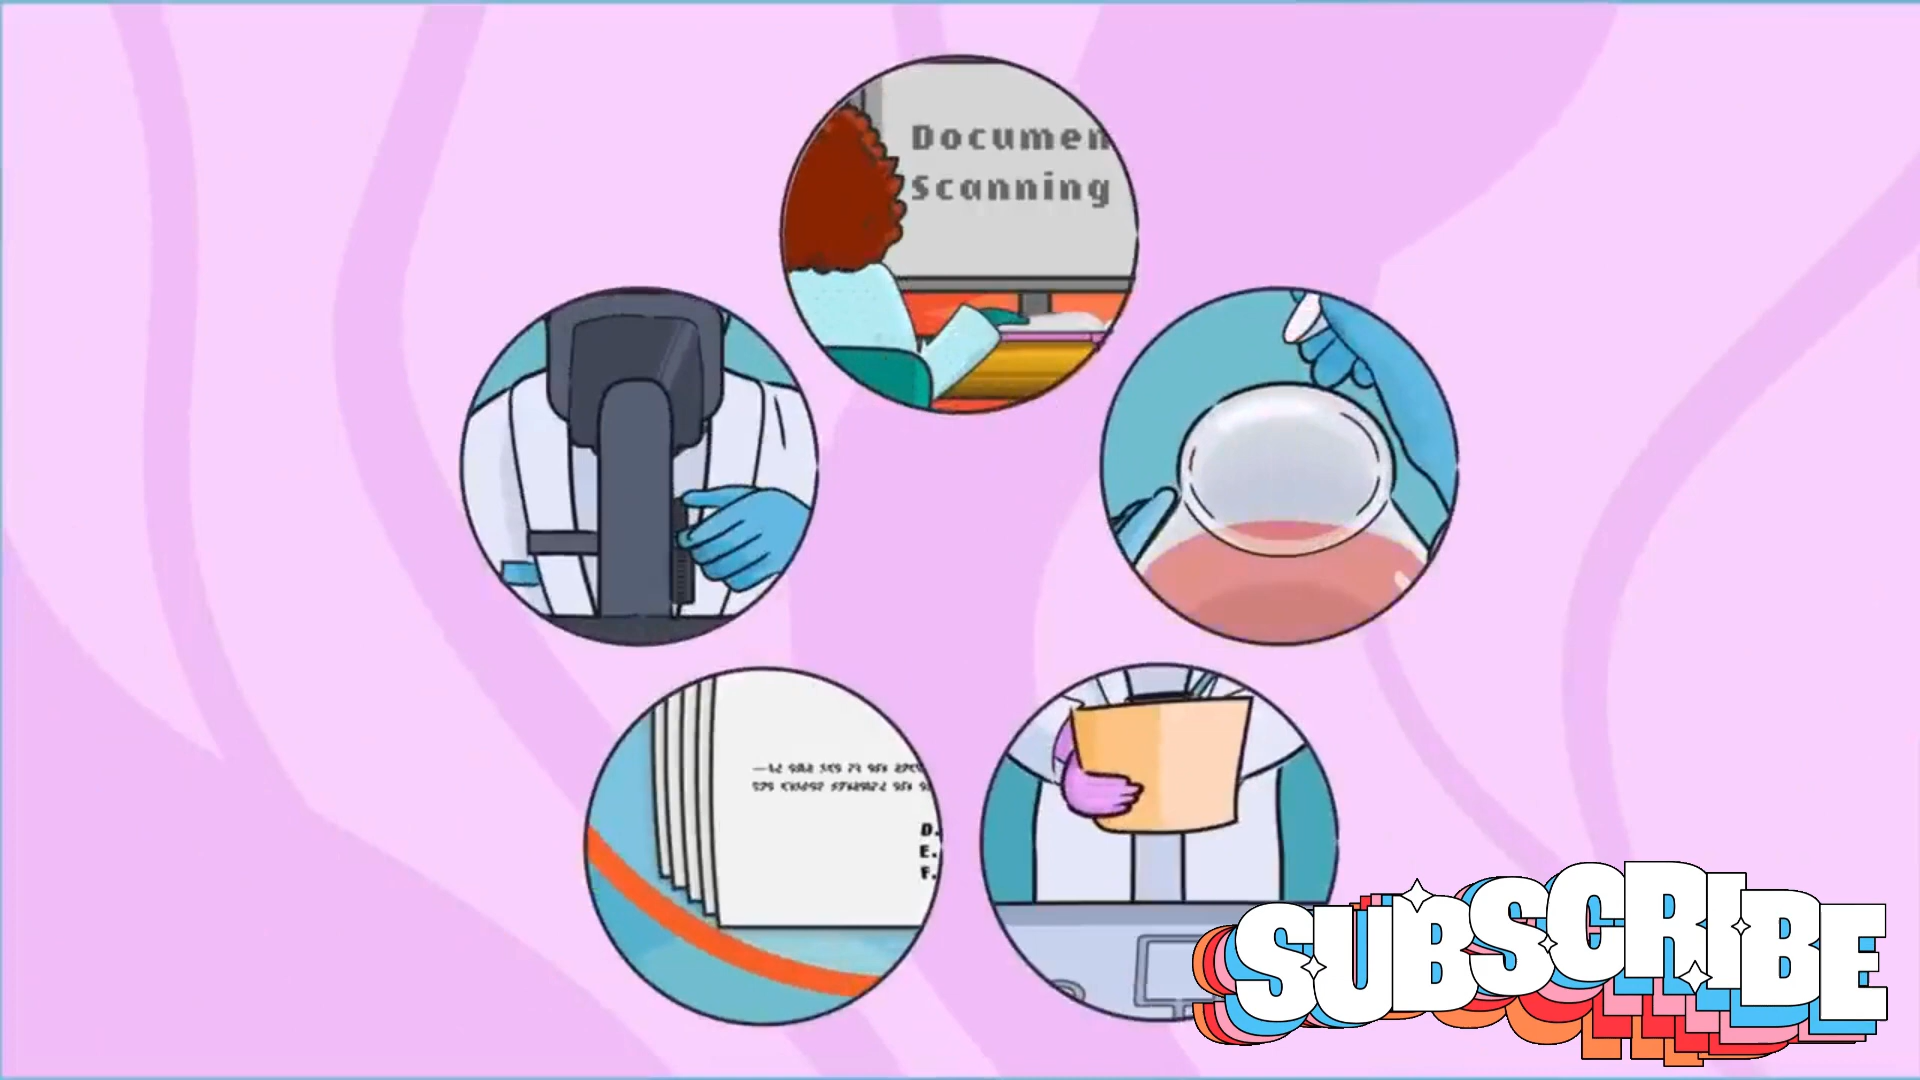 Documen
Scanning
D.
E.
F.
SUBSCRIBE